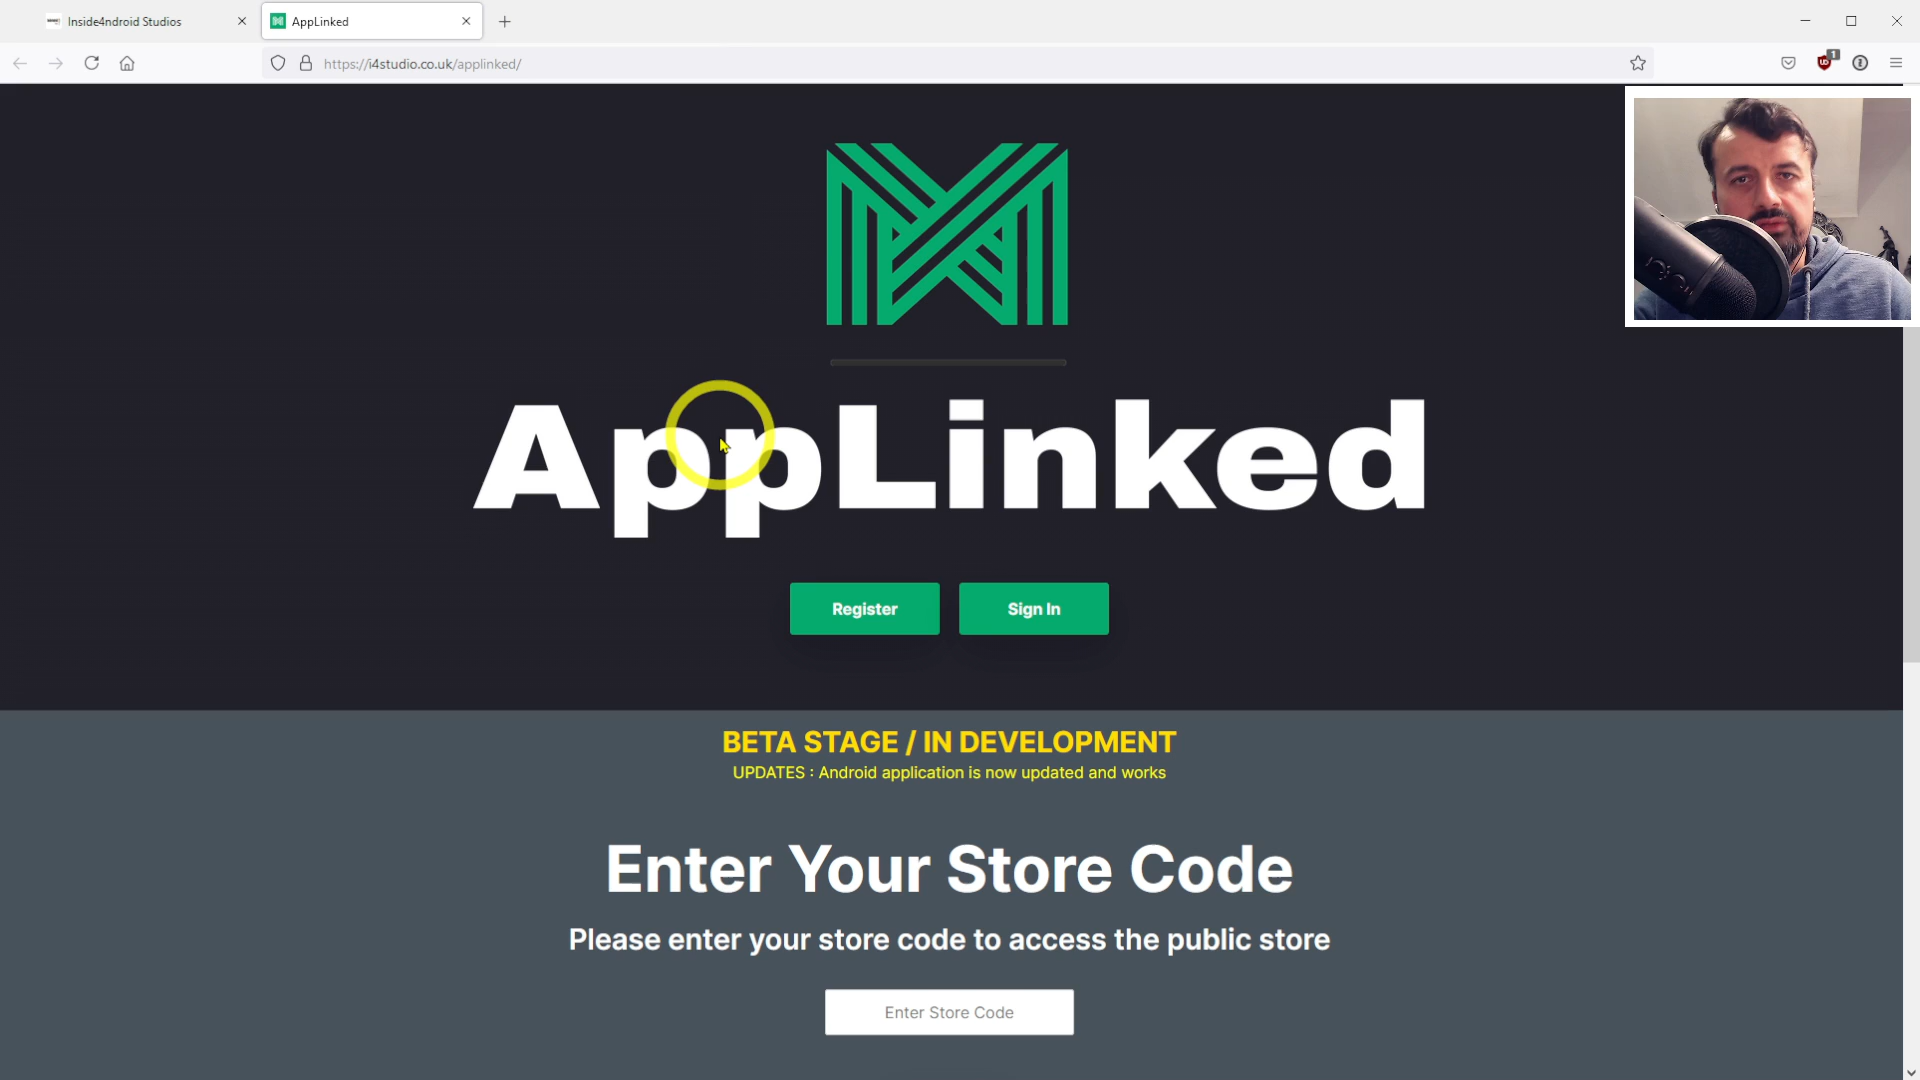 Inside4ndroid Studios
AppLinked
https://i4studio.co.uk/applinked/
1
AppLinked
Register
Sign In
BETA STAGE / IN DEVELOPMENT
UPDATES : Android application is now updated and works
Enter Your Store Code
Please enter your store code to access the public store
Enter Store Code